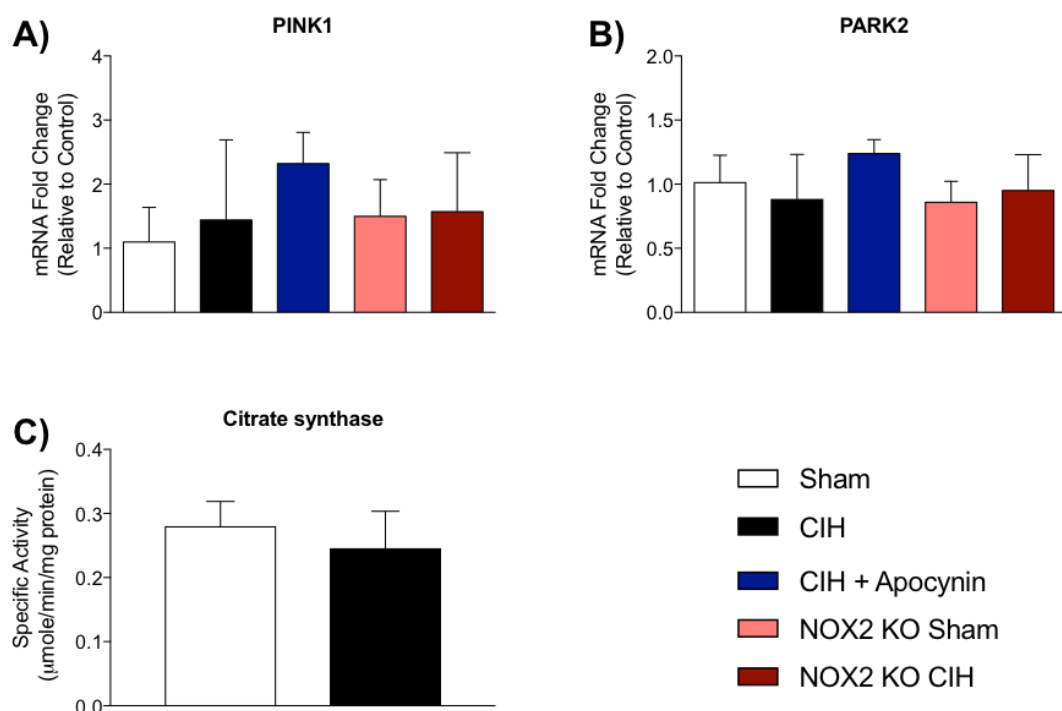 A)
PINK1
mRNA Fold Change
(Relative to Control)
4
3
2
1
0
B)
PARK2
mRNA Fold Change
(Relative to Control)
2.0
1.5
1.0
0.5
0.0
C)
Citrate synthase
Specific Activity
(μmole/min/mg protein)
0.4
0.3
0.2
0.1
0.0
Sham
CIH
CIH + Apocynin
NOX2 KO Sham
NOX2 KO CIH